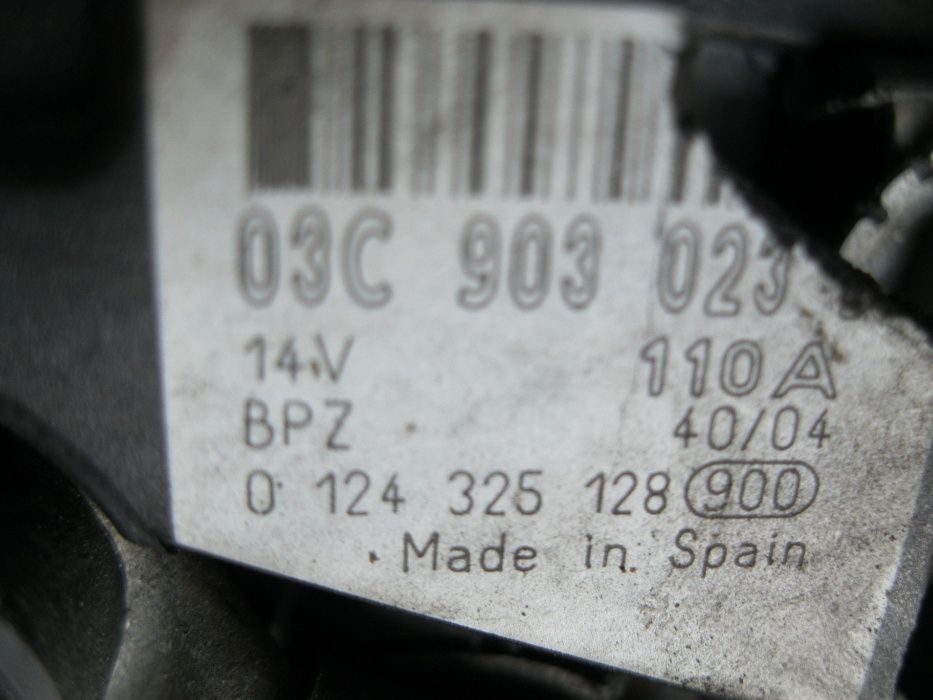 03C 903 023
14V 110A
BPZ 40/04
0 124 325 128 900
Made in Spain